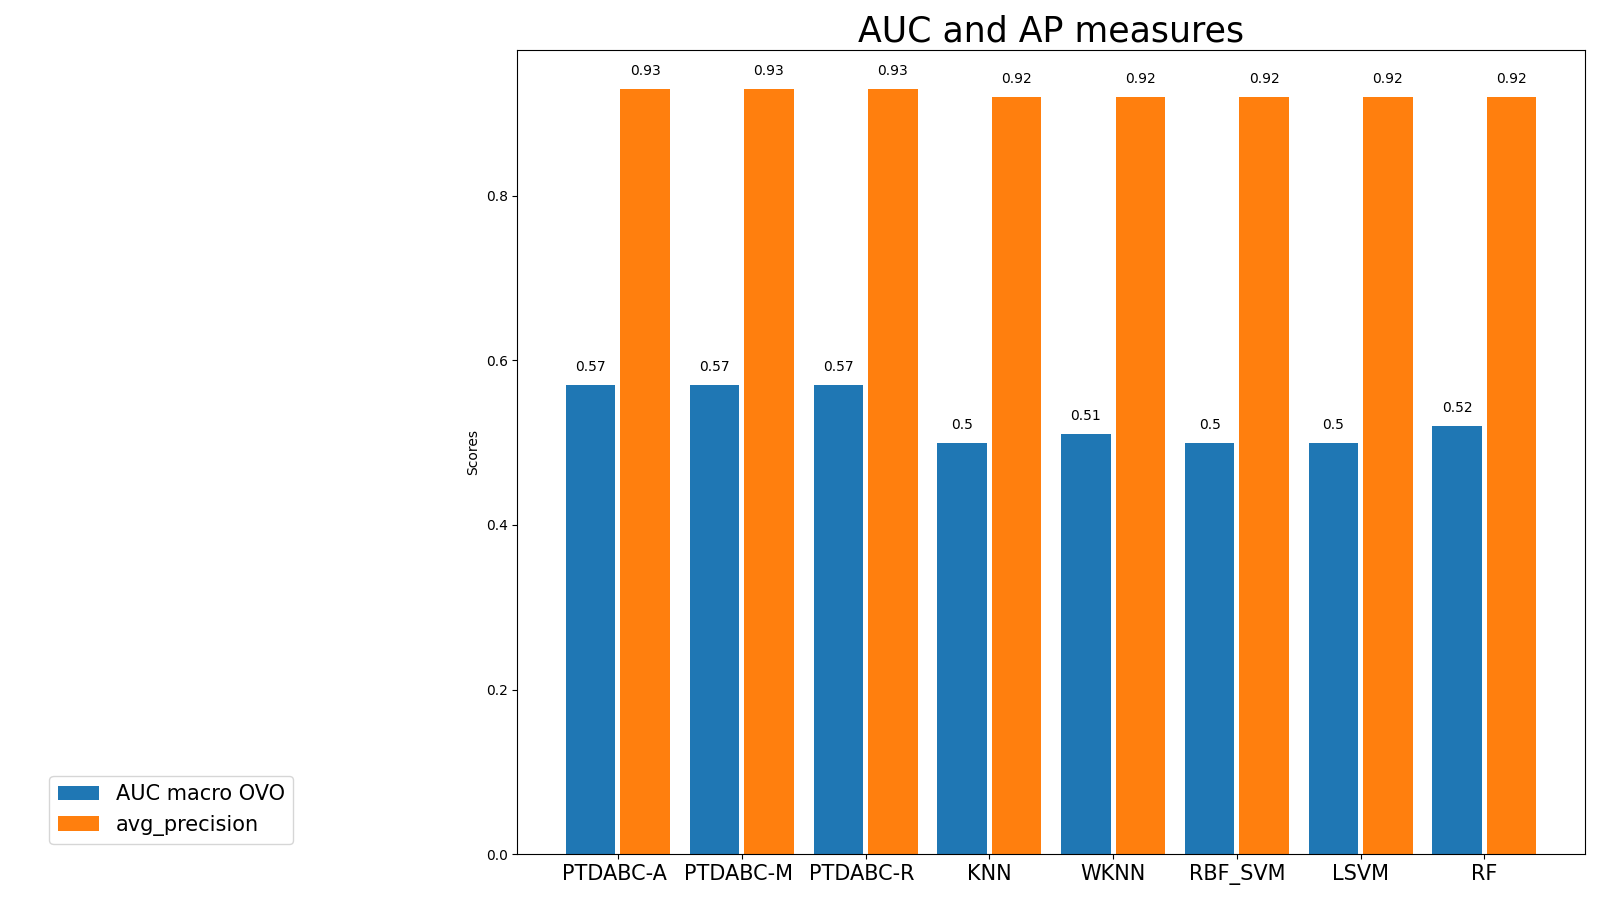 AUC and AP measures
0.93 0.93 0.93 0.92 0.92 0.92 0.92 0.92
0.8
0.57 0.57 0.57 0.5 0.51 0.5 0.5 0.52
0.6
Scores
0.4
0.2
0.0
AUC macro OVO
avg_precision
PTDABC-A PTDABC-M PTDABC-R KNN WKNN RBF_SVM LSVM RF